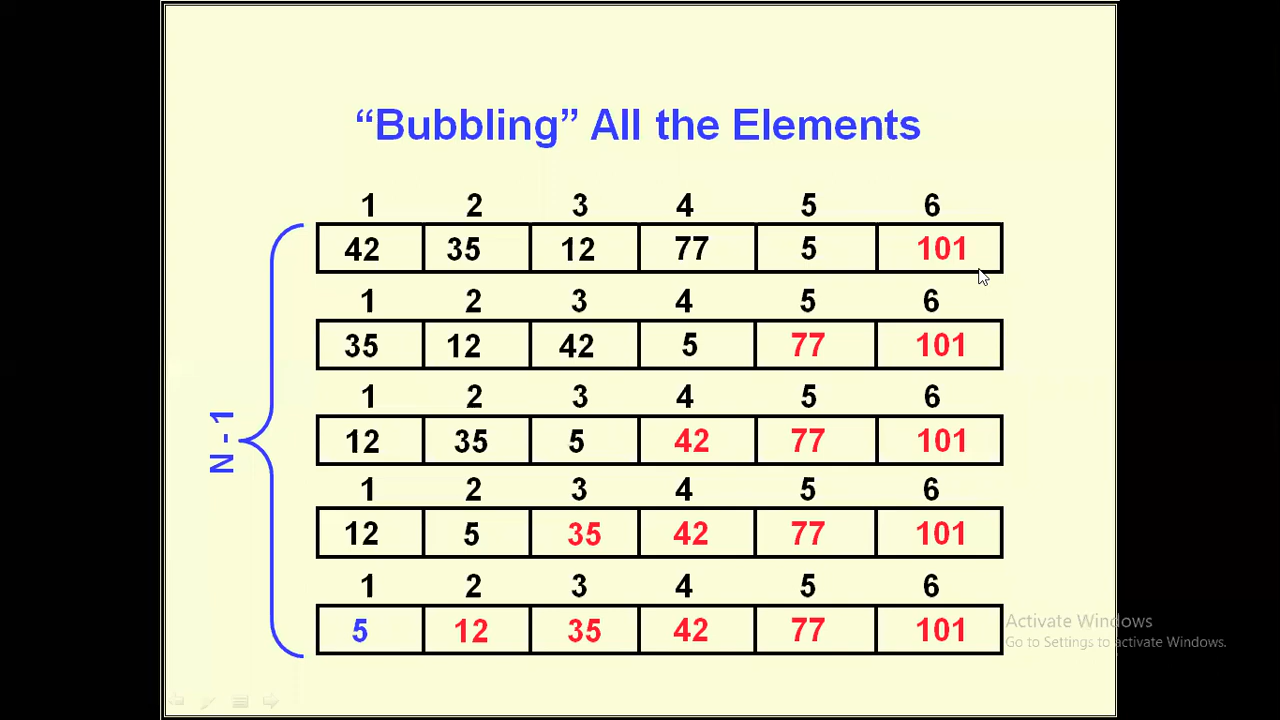 “Bubbling” All the Elements
1 2 3 4 5 6
42 35 12 77 5 101
1 2 3 4 5 6
35 12 42 5 77 101
1 2 3 4 5 6
12 35 5 42 77 101
N - 1
1 2 3 4 5 6
12 5 35 42 77 101
1 2 3 4 5 6
5 12 35 42 77 101
Activate Windows
Go to Settings to activate Windows.